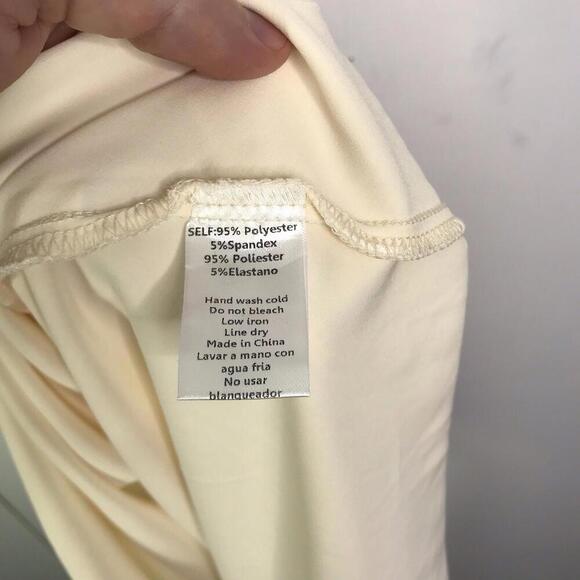 SELF:95% Polyester
5%Spandex
95% Poliester
5%Elastano
Hand wash cold
Do not bleach
Low iron
Line dry
Made in China
Lavar a mano con
agua fria
No usar
blanqueador